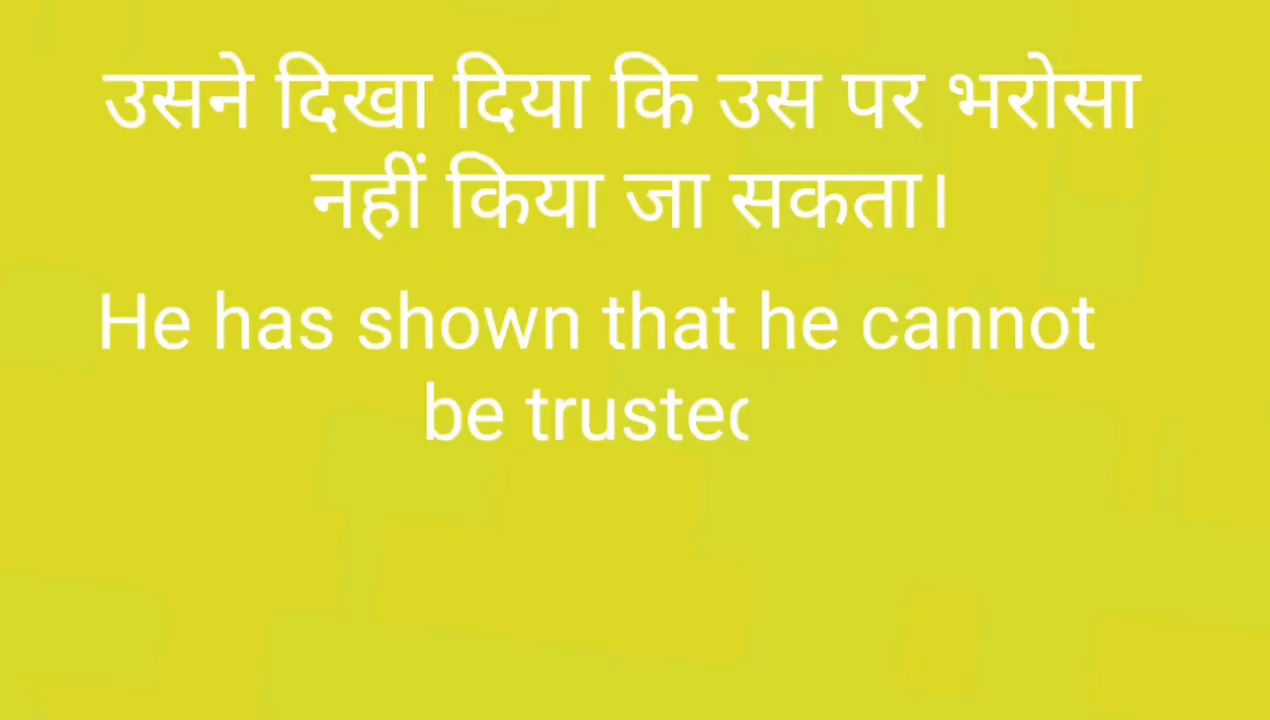 उसने दिखा दिया कि उस पर भरोसा
नहीं किया जा सकता।
He has shown that he cannot
be trusted